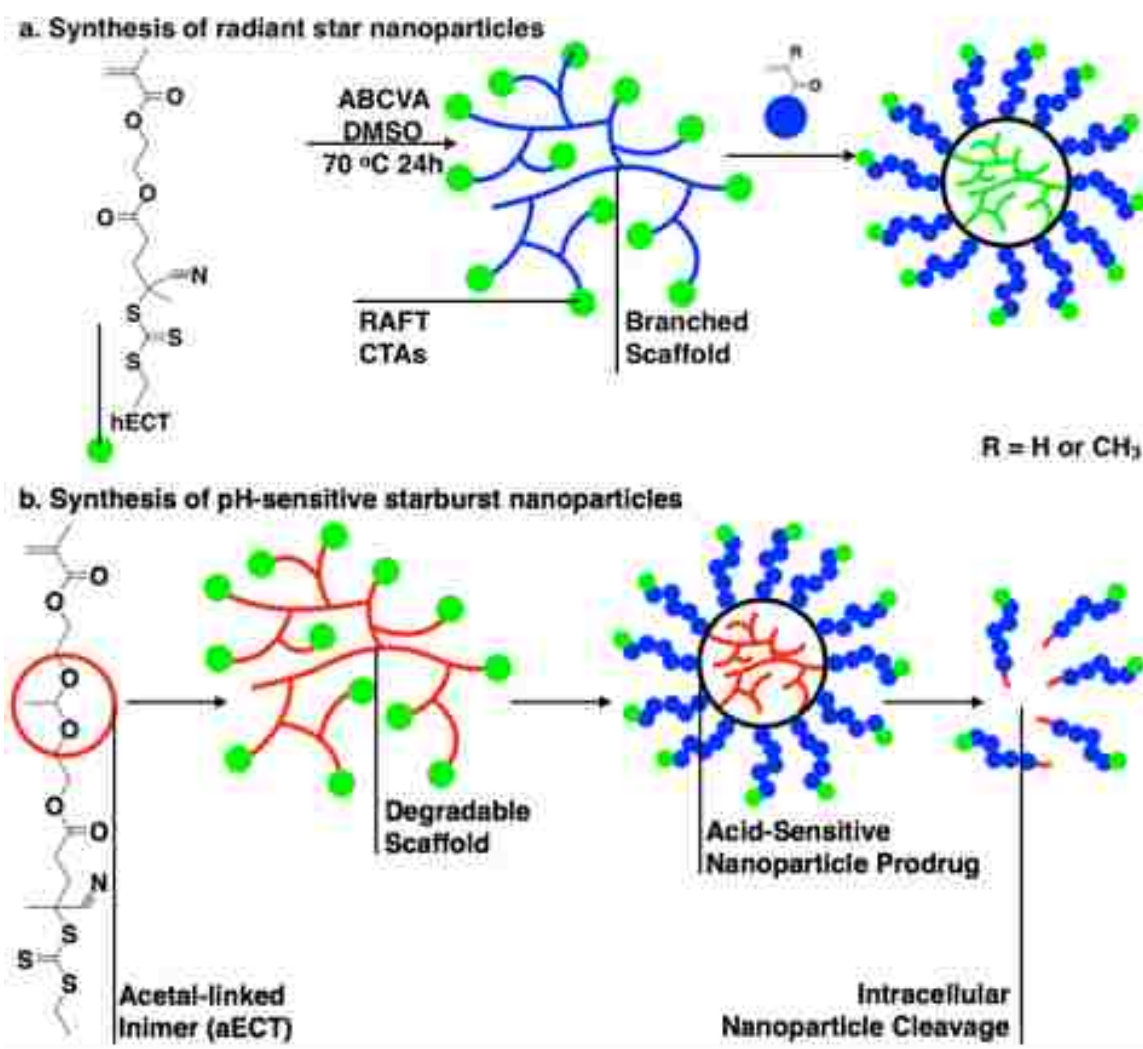 a. Synthesis of radiant star nanoparticles
O
O
O
O
N
S
S
S
hECT
ABCVA
DMSO
70 °C 24h
RAFT
CTAs
Branched
Scaffold
R
O
R = H or CH₃
b. Synthesis of pH-sensitive starburst nanoparticles
O
O
O
O
O
O
N
S
S
S
Acetal-linked
Inimer (aECT)
Degradable
Scaffold
Acid-Sensitive
Nanoparticle Prodrug
Intracellular
Nanoparticle Cleavage